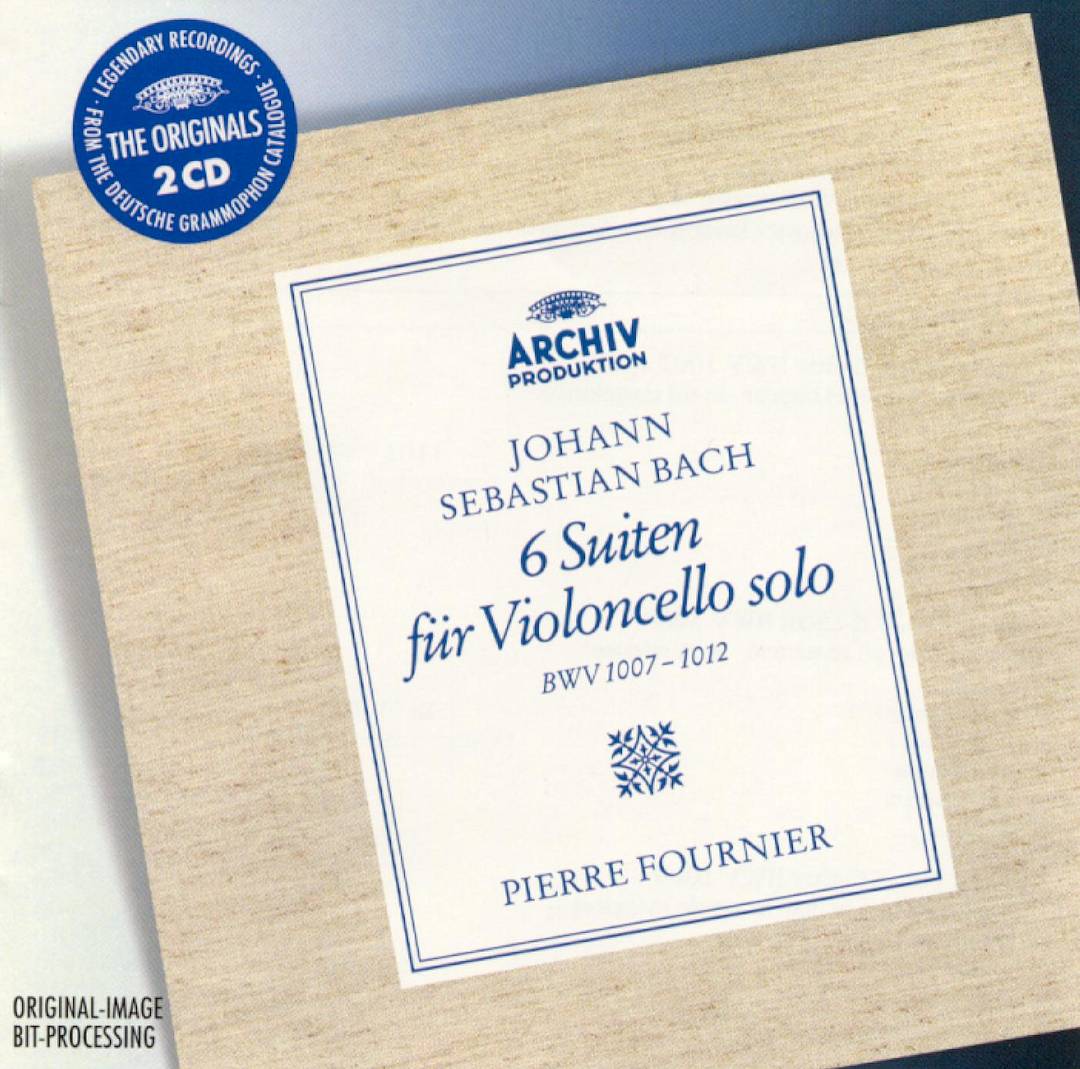 LEGENDARY RECORDINGS ·
FROM THE DEUTSCHE GRAMMOPHON CATALOGUE ·
THE ORIGINALS
2 CD
ARCHIV
PRODUKTION
JOHANN
SEBASTIAN BACH
6 Suiten
für Violoncello solo
BWV 1007 – 1012
PIERRE FOURNIER
ORIGINAL-IMAGE
BIT-PROCESSING